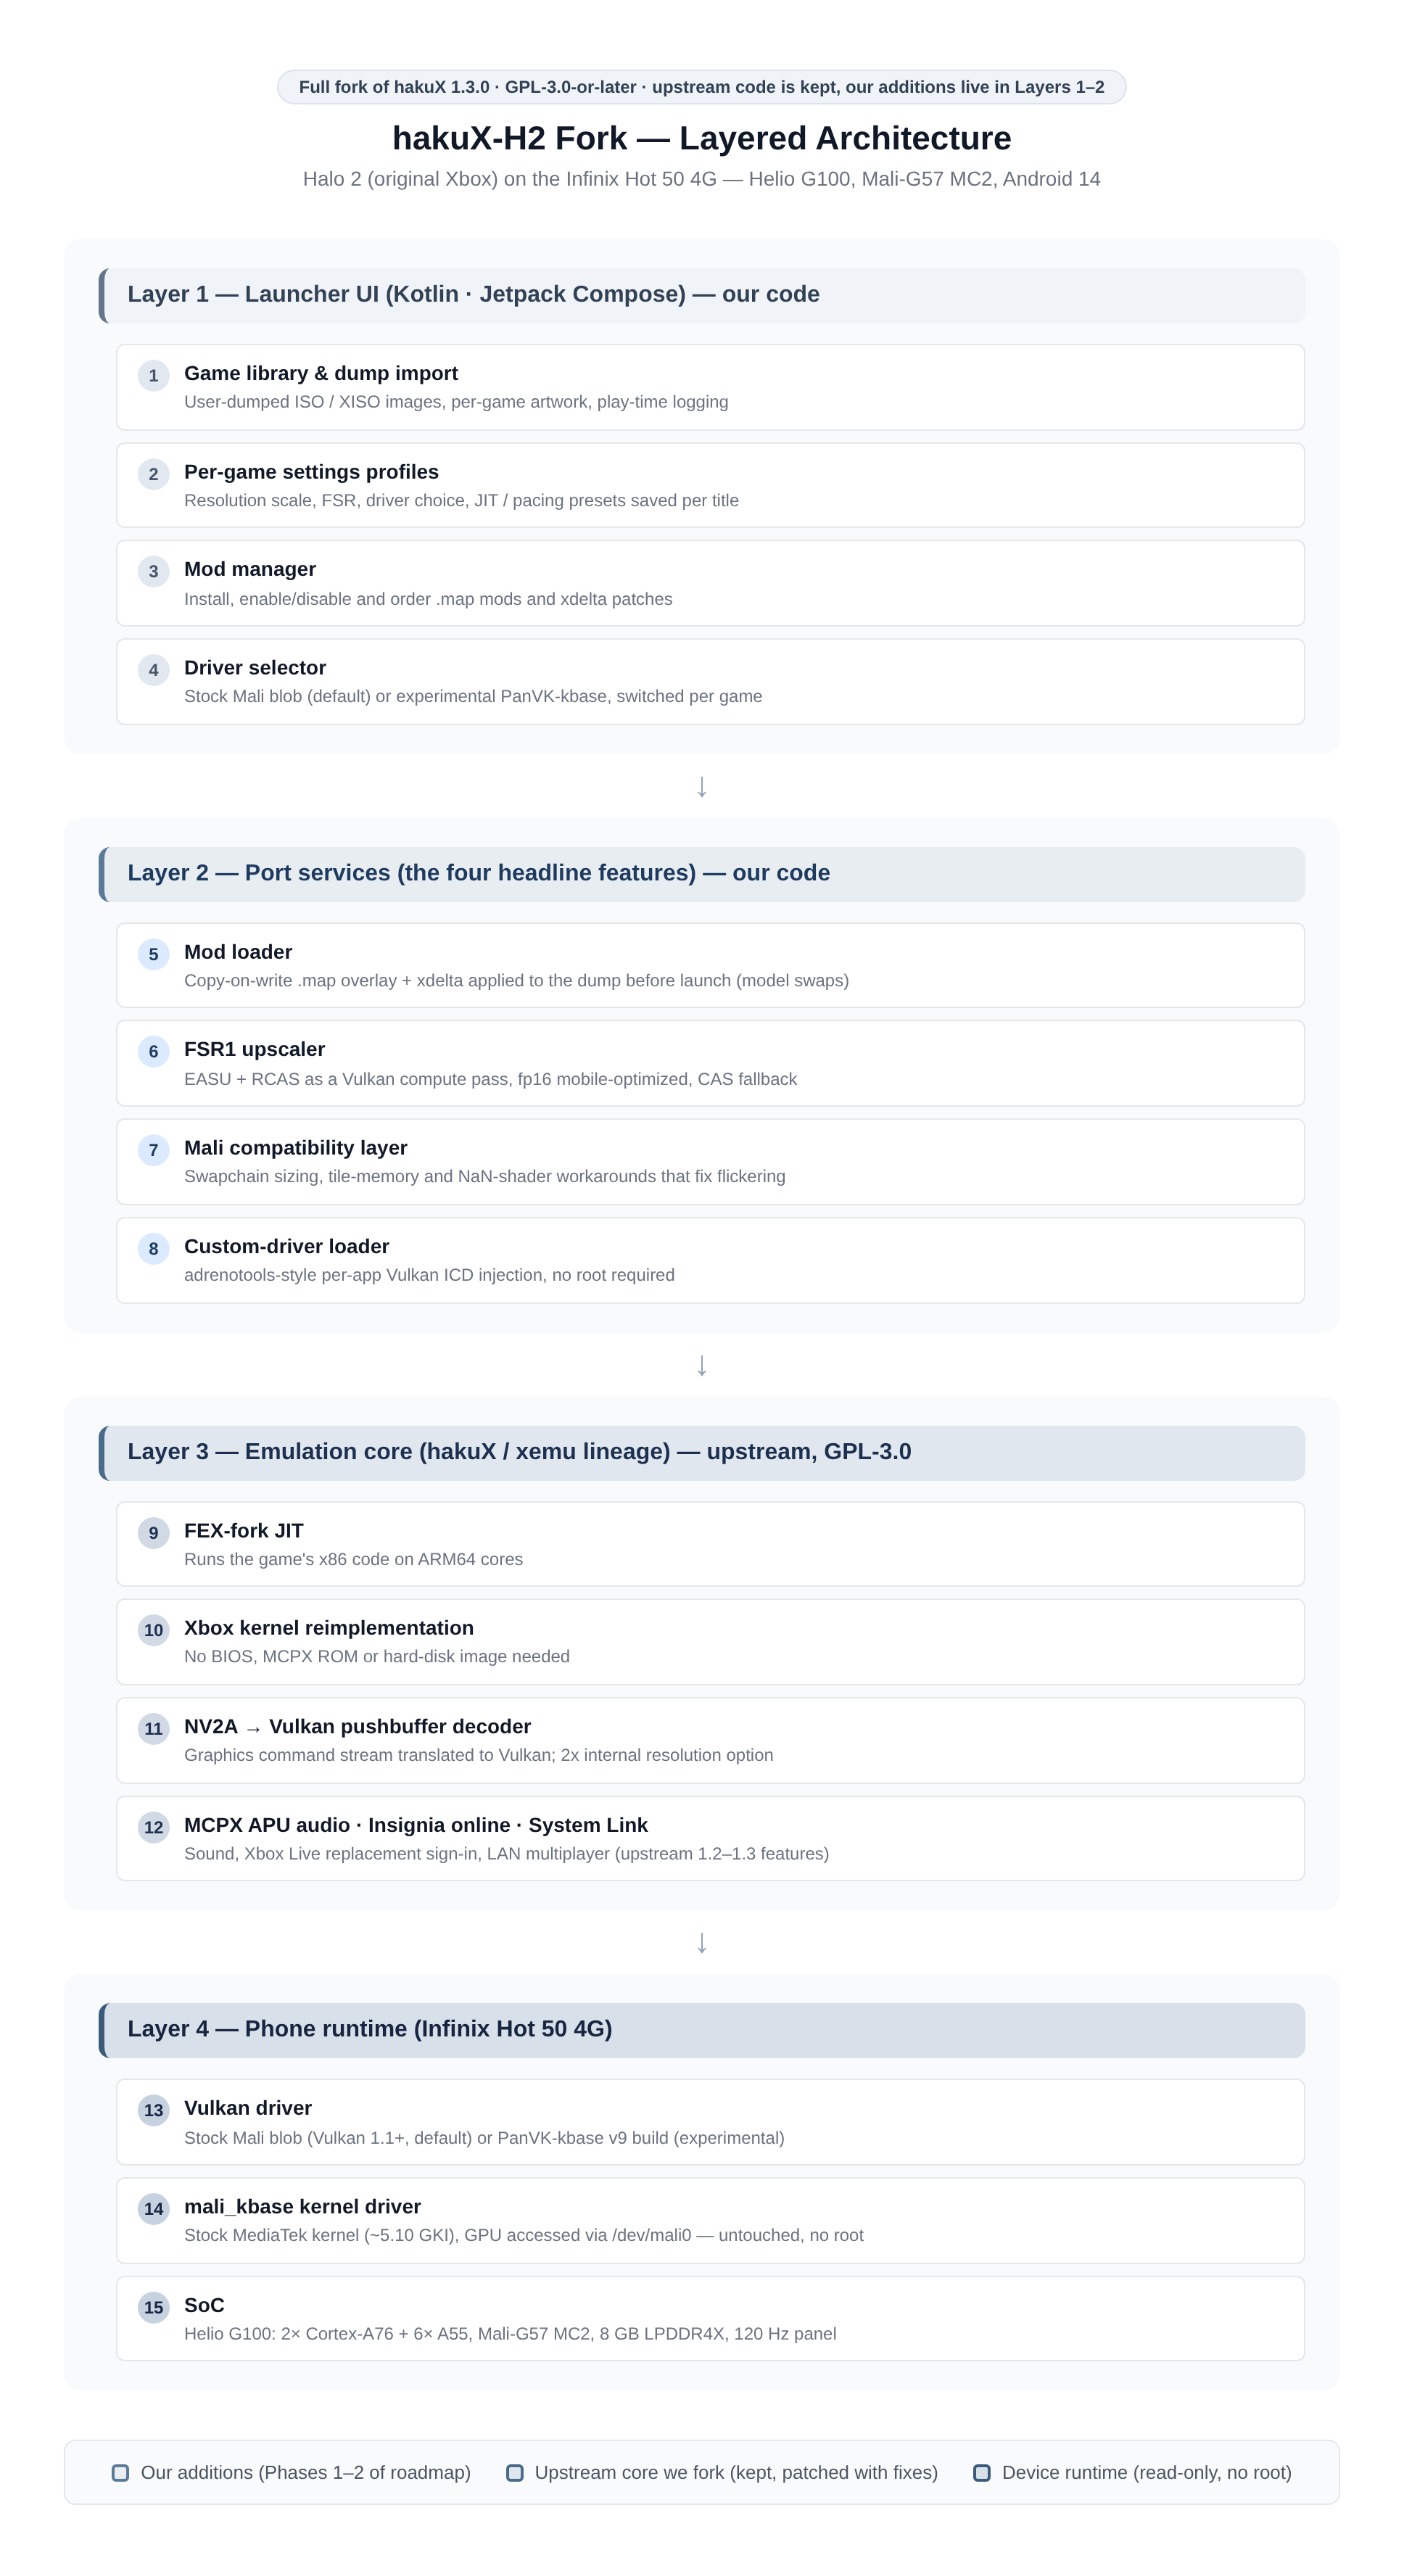 Full fork of hakuX 1.3.0 · GPL-3.0-or-later · upstream code is kept, our additions live in Layers 1–2
hakuX-H2 Fork — Layered Architecture
Halo 2 (original Xbox) on the Infinix Hot 50 4G — Helio G100, Mali-G57 MC2, Android 14
Layer 1 — Launcher UI (Kotlin · Jetpack Compose) — our code
1 Game library & dump import
User-dumped ISO / XISO images, per-game artwork, play-time logging
2 Per-game settings profiles
Resolution scale, FSR, driver choice, JIT / pacing presets saved per title
3 Mod manager
Install, enable/disable and order .map mods and xdelta patches
4 Driver selector
Stock Mali blob (default) or experimental PanVK-kbase, switched per game
↓
Layer 2 — Port services (the four headline features) — our code
5 Mod loader
Copy-on-write .map overlay + xdelta applied to the dump before launch (model swaps)
6 FSR1 upscaler
EASU + RCAS as a Vulkan compute pass, fp16 mobile-optimized, CAS fallback
7 Mali compatibility layer
Swapchain sizing, tile-memory and NaN-shader workarounds that fix flickering
8 Custom-driver loader
adrenotools-style per-app Vulkan ICD injection, no root required
↓
Layer 3 — Emulation core (hakuX / xemu lineage) — upstream, GPL-3.0
9 FEX-fork JIT
Runs the game's x86 code on ARM64 cores
10 Xbox kernel reimplementation
No BIOS, MCPX ROM or hard-disk image needed
11 NV2A → Vulkan pushbuffer decoder
Graphics command stream translated to Vulkan; 2x internal resolution option
12 MCPX APU audio · Insignia online · System Link
Sound, Xbox Live replacement sign-in, LAN multiplayer (upstream 1.2–1.3 features)
↓
Layer 4 — Phone runtime (Infinix Hot 50 4G)
13 Vulkan driver
Stock Mali blob (Vulkan 1.1+, default) or PanVK-kbase v9 build (experimental)
14 mali_kbase kernel driver
Stock MediaTek kernel (~5.10 GKI), GPU accessed via /dev/mali0 — untouched, no root
15 SoC
Helio G100: 2× Cortex-A76 + 6× A55, Mali-G57 MC2, 8 GB LPDDR4X, 120 Hz panel
Our additions (Phases 1–2 of roadmap) Upstream core we fork (kept, patched with fixes) Device runtime (read-only, no root)